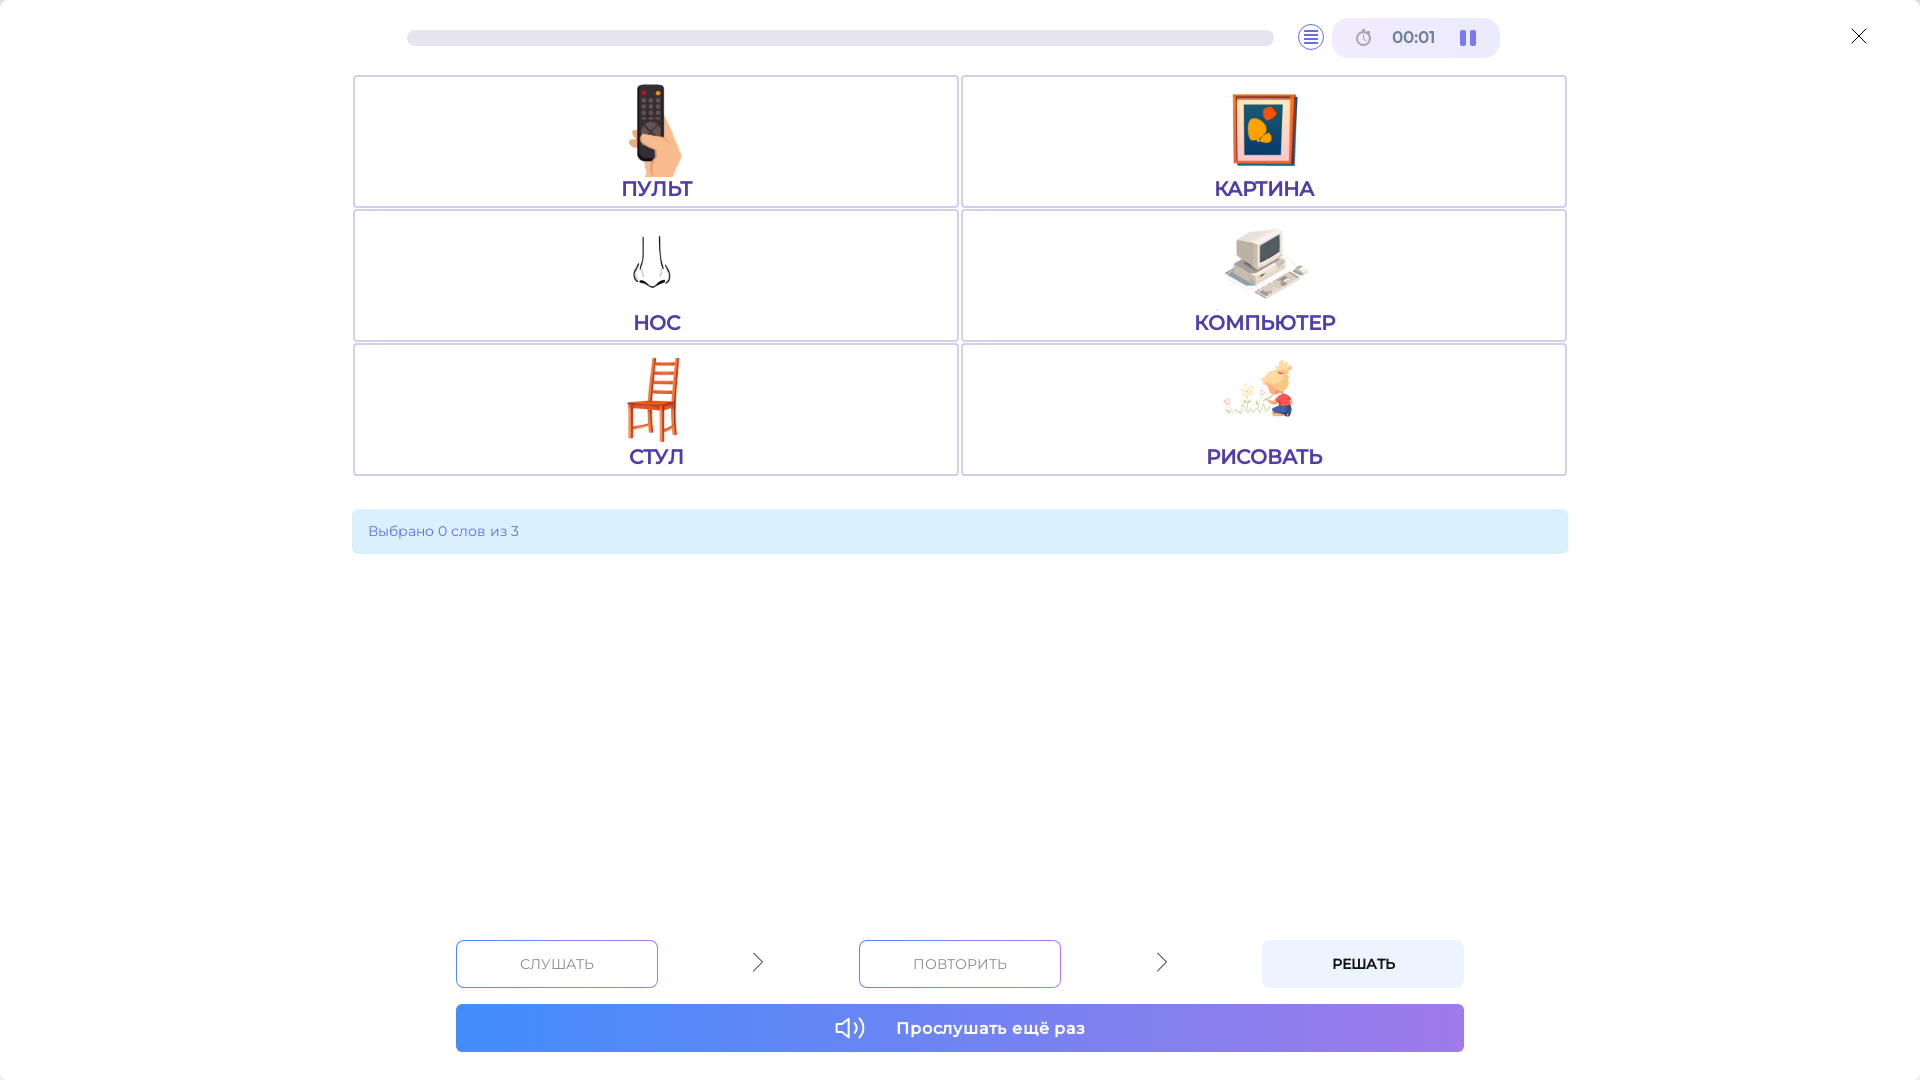 00:01
ПУЛЬТ
КАРТИНА
НОС
КОМПЬЮТЕР
СТУЛ
РИСОВАТЬ
Выбрано 0 слов из 3
СЛУШАТЬ
ПОВТОРИТЬ
РЕШАТЬ
Прослушать ещё раз